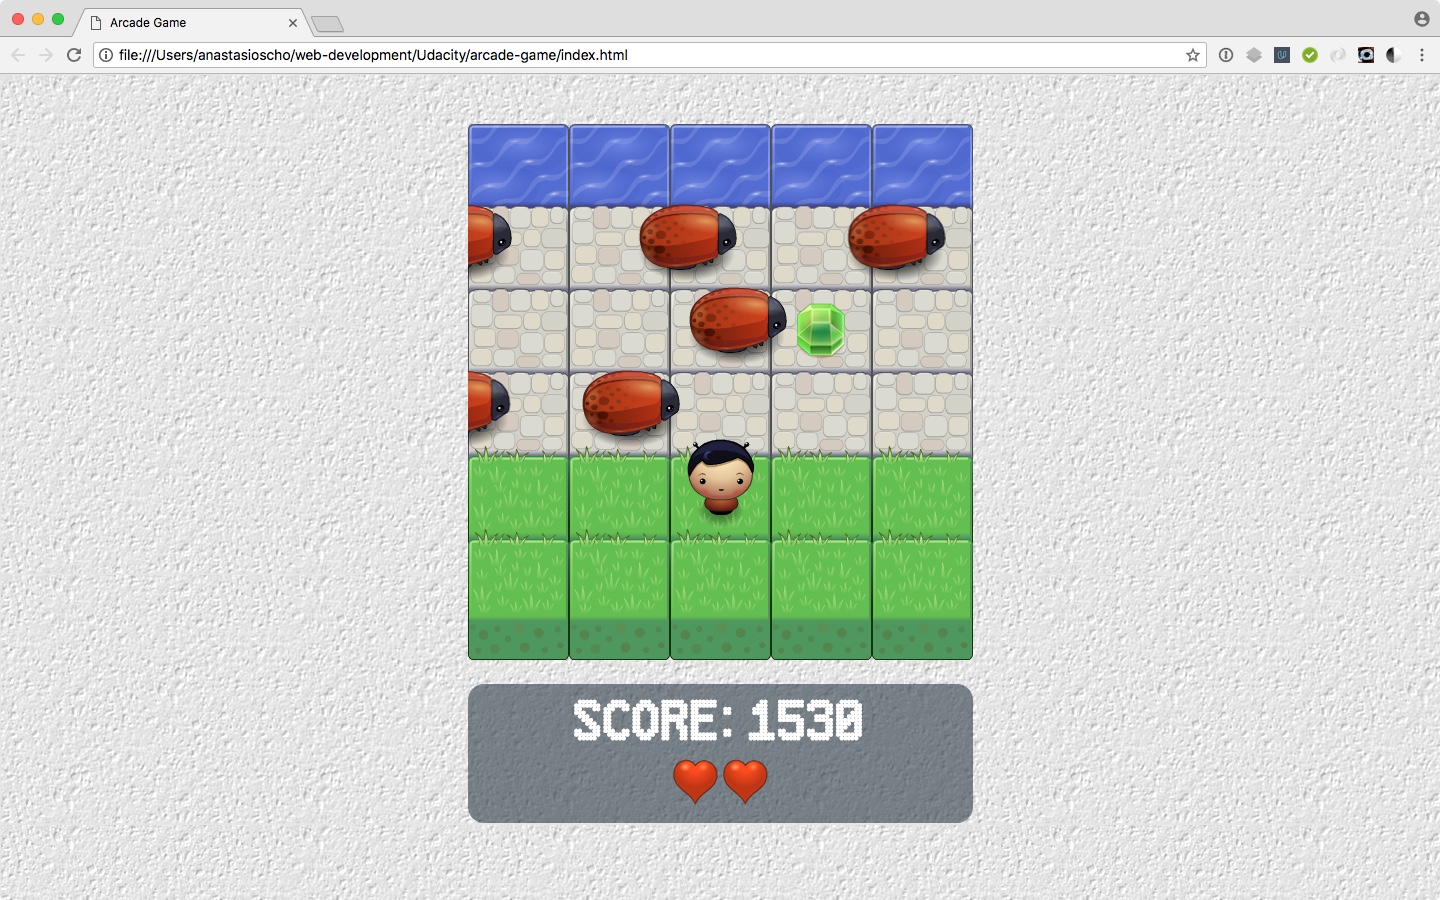 Arcade Game
file:///Users/anastasioscho/web-development/Udacity/arcade-game/index.html
SCORE: 1530